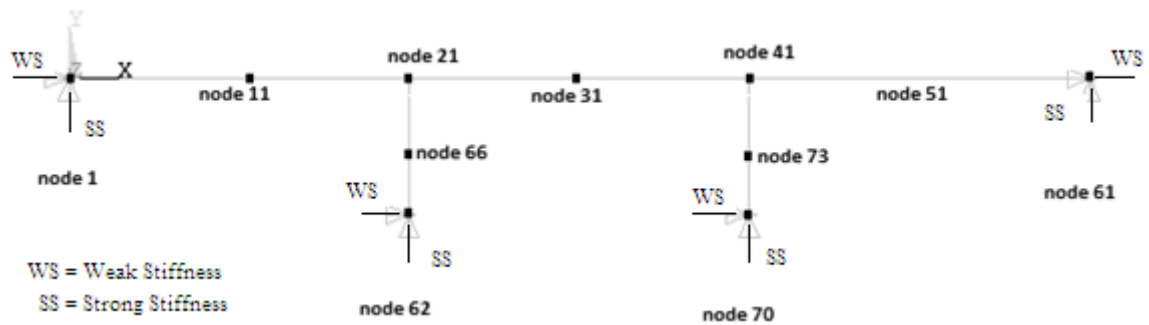 Y
node 21
node 41
WS
Z
X
WS
node 11
node 31
node 51
SS
SS
node 66
node 73
node 1
WS
WS
node 61
SS
SS
WS = Weak Stiffness
SS = Strong Stiffness
node 62
node 70